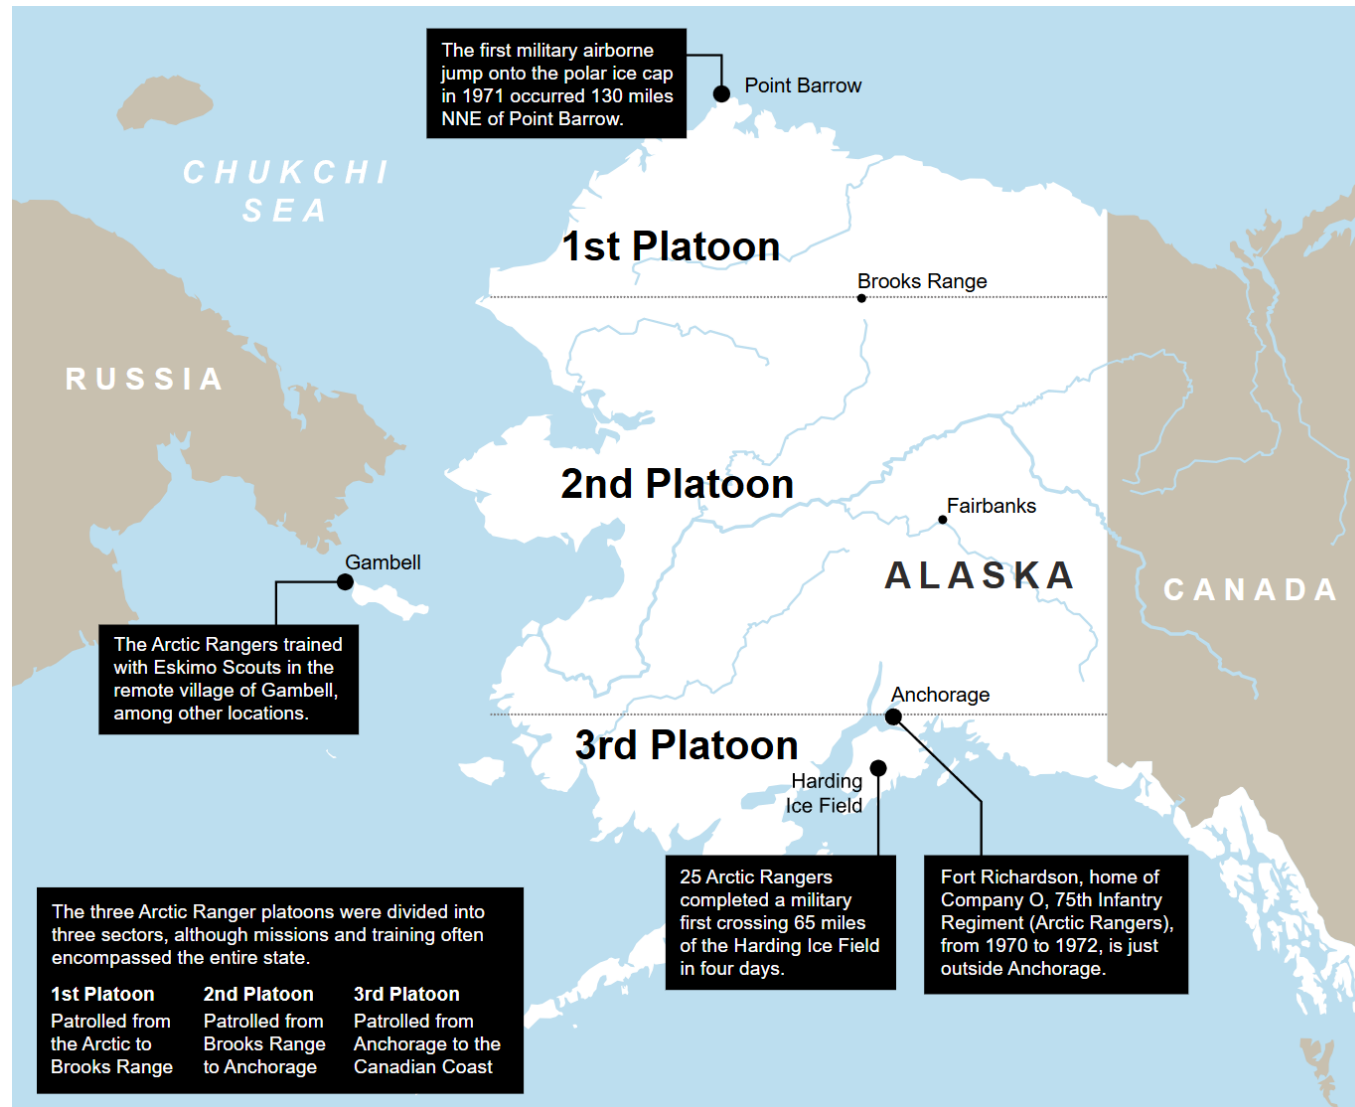 The first military airborne
jump onto the polar ice cap
in 1971 occurred 130 miles
NNE of Point Barrow.
Point Barrow
CHUKCHI
SEA
1st Platoon
Brooks Range
RUSSIA
2nd Platoon
Fairbanks
Gambell
ALASKA
CANADA
The Arctic Rangers trained
with Eskimo Scouts in the
remote village of Gambell,
among other locations.
Anchorage
3rd Platoon
Harding
Ice Field
25 Arctic Rangers
completed a military
first crossing 65 miles
of the Harding Ice Field
in four days.
Fort Richardson, home of
Company O, 75th Infantry
Regiment (Arctic Rangers),
from 1970 to 1972, is just
outside Anchorage.
The three Arctic Ranger platoons were divided into
three sectors, although missions and training often
encompassed the entire state.
1st Platoon
Patrolled from
the Arctic to
Brooks Range
2nd Platoon
Patrolled from
Brooks Range
to Anchorage
3rd Platoon
Patrolled from
Anchorage to the
Canadian Coast